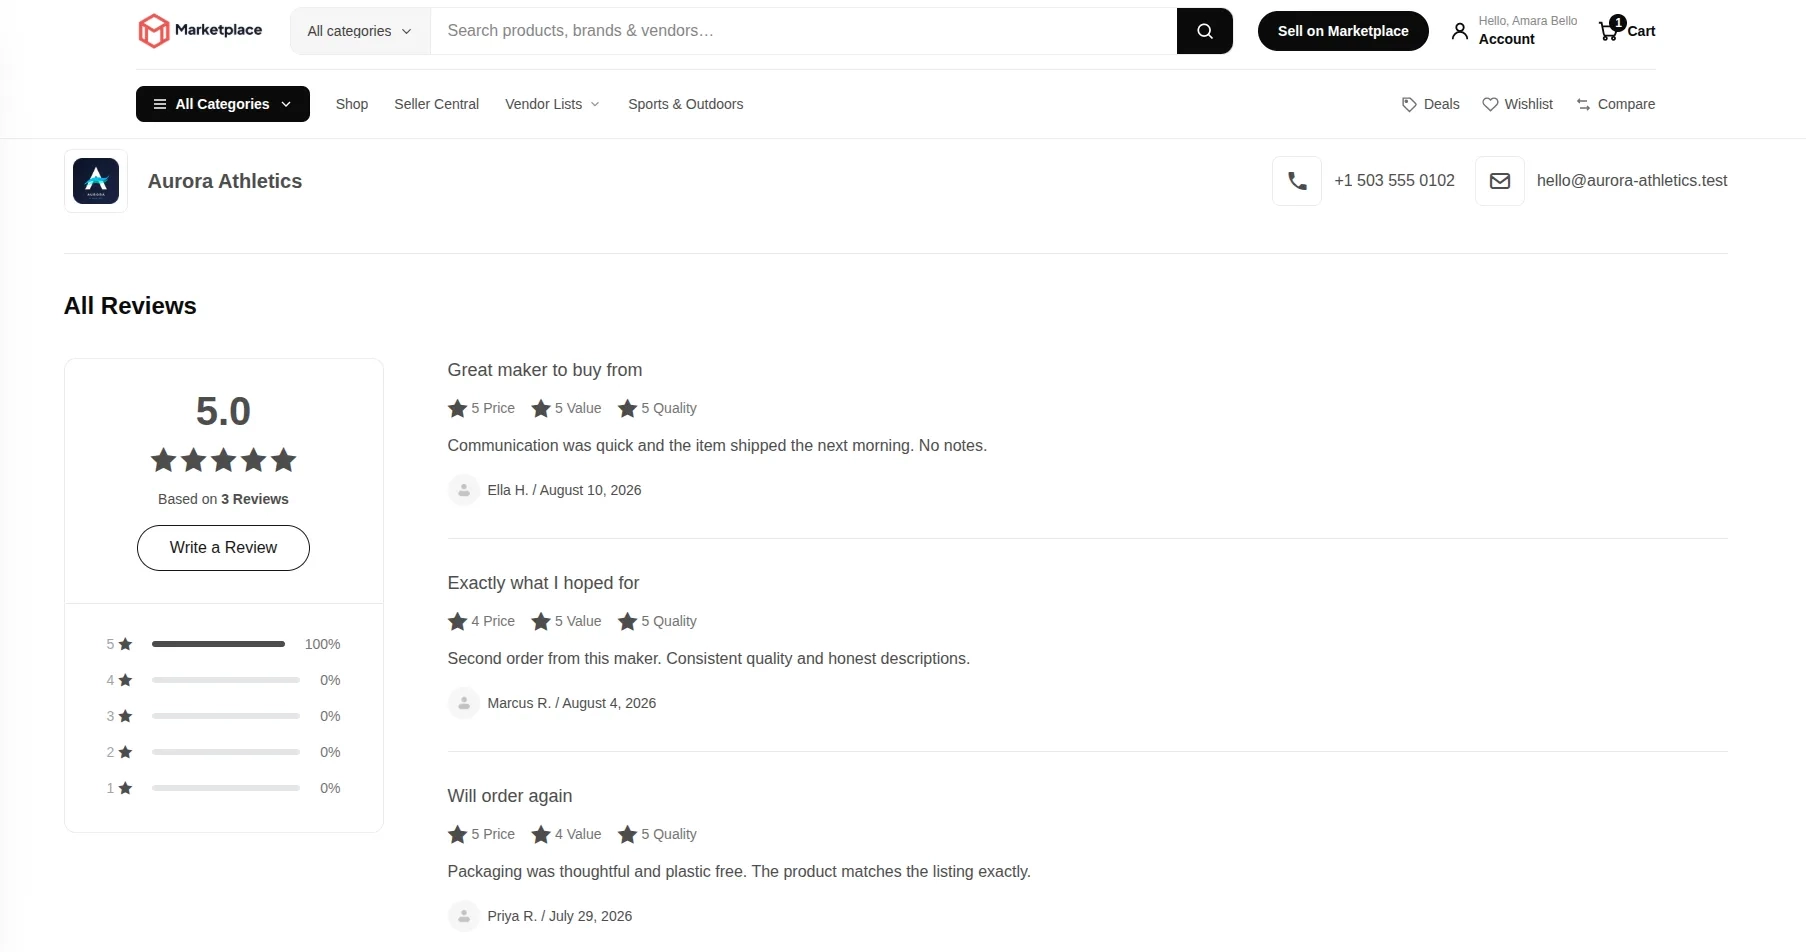 Marketplace
All categories
Search products, brands & vendors…
Sell on Marketplace
Hello, Amara Bello
Account
1
Cart
All Categories
Shop
Seller Central
Vendor Lists
Sports & Outdoors
Deals
Wishlist
Compare
AURORA
Aurora Athletics
+1 503 555 0102
hello@aurora-athletics.test
All Reviews
5.0
Based on 3 Reviews
Write a Review
5 100%
4 0%
3 0%
2 0%
1 0%
Great maker to buy from
5 Price 5 Value 5 Quality
Communication was quick and the item shipped the next morning. No notes.
Ella H. / August 10, 2026
Exactly what I hoped for
4 Price 5 Value 5 Quality
Second order from this maker. Consistent quality and honest descriptions.
Marcus R. / August 4, 2026
Will order again
5 Price 4 Value 5 Quality
Packaging was thoughtful and plastic free. The product matches the listing exactly.
Priya R. / July 29, 2026